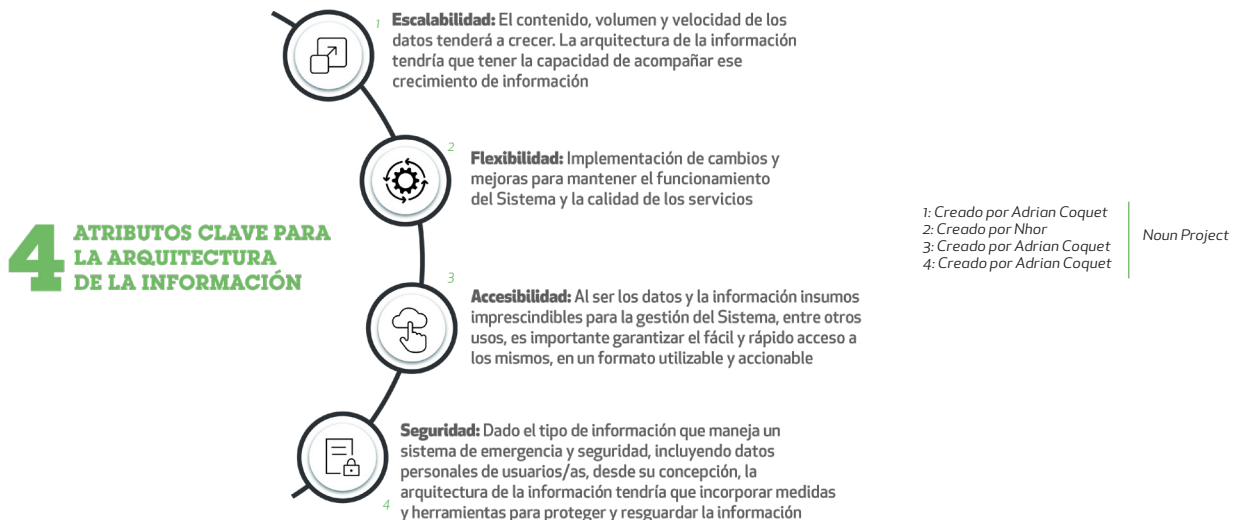 4 ATRIBUTOS CLAVE PARA
LA ARQUITECTURA
DE LA INFORMACIÓN
1
Escalabilidad: El contenido, volumen y velocidad de los
datos tenderá a crecer. La arquitectura de la información
tendría que tener la capacidad de acompañar ese
crecimiento de información
2
Flexibilidad: Implementación de cambios y
mejoras para mantener el funcionamiento
del Sistema y la calidad de los servicios
3
Accesibilidad: Al ser los datos y la información insumos
imprescindibles para la gestión del Sistema, entre otros
usos, es importante garantizar el fácil y rápido acceso a
los mismos, en un formato utilizable y accionable
4
Seguridad: Dado el tipo de información que maneja un
sistema de emergencia y seguridad, incluyendo datos
personales de usuarios/as, desde su concepción, la
arquitectura de la información tendría que incorporar medidas
y herramientas para proteger y resguardar la información
1: Creado por Adrian Coquet
2: Creado por Nhor
3: Creado por Adrian Coquet
4: Creado por Adrian Coquet
Noun Project